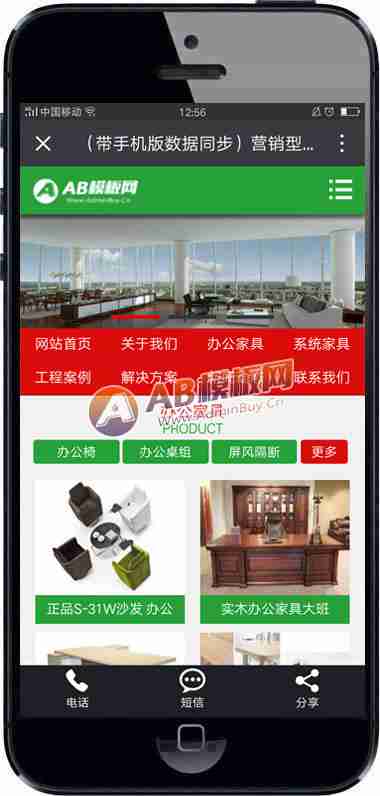 中国移动
12:56
（带手机版数据同步）营销型...
AB模板网
Www.AdminBuy.Cn
网站首页 关于我们 办公家具 系统家具
工程案例 解决方案 联系我们
AB模板网
www.AdminBuy.Cn
办公家具
PRODUCT
办公椅 办公桌组 屏风隔断 更多
正品S-31W沙发 办公 实木办公家具大班
电话 短信 分享